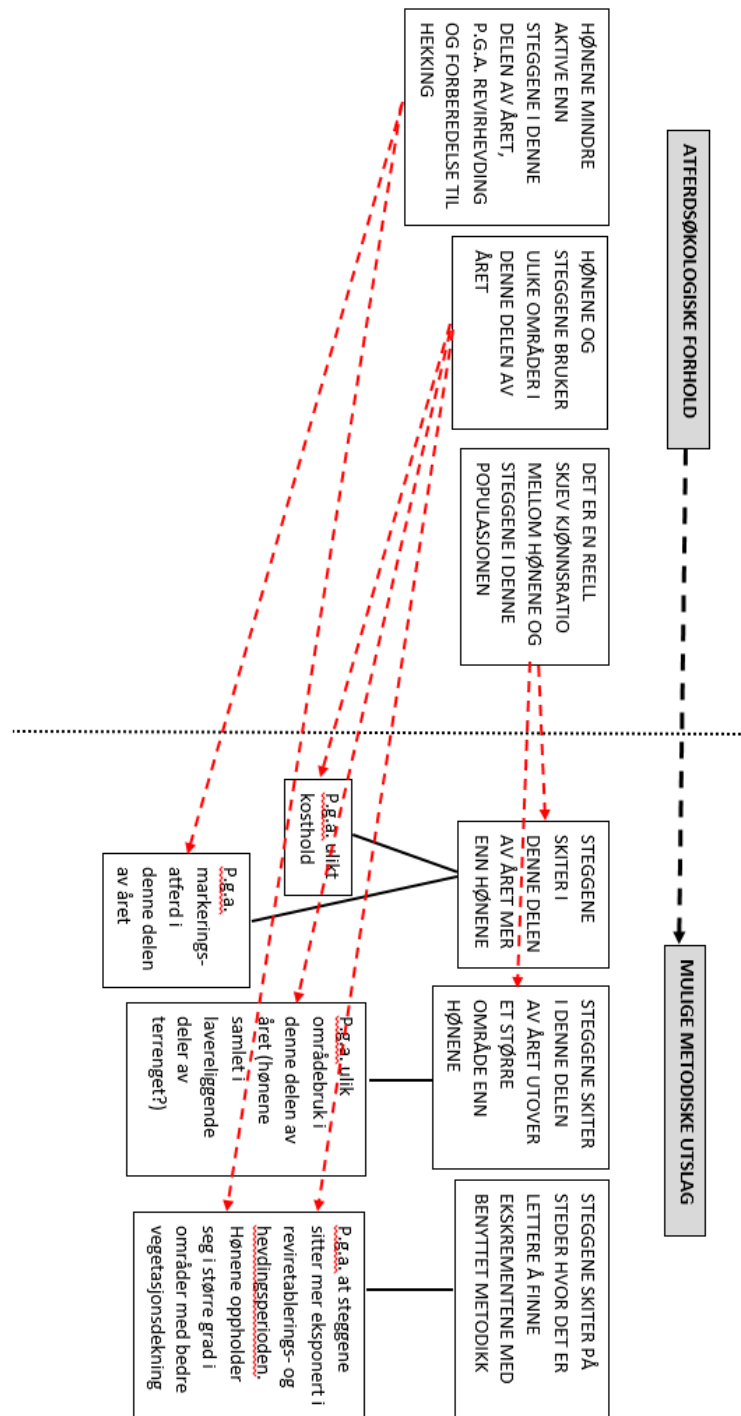 ATFERDSØKOLOGISKE FORHOLD
MULIGE METODISKE UTSLAG
HØNENE MINDRE
AKTIVE ENN
STEGGENE I DENNE
DELEN AV ÅRET,
P.G.A. REVIRHEVDING
OG FORBEREDELSE TIL
HEKKING
HØNENE OG
STEGGENE BRUKER
ULIKE OMRÅDER I
DENNE DELEN AV
ÅRET
DET ER EN REELL
SKJEV KJØNNSRATIO
MELLOM HØNENE OG
STEGGENE I DENNE
POPULASJONEN
STEGGENE
SKITER I
DENNE DELEN
AV ÅRET MER
ENN HØNENE
P.g.a. ulikt
kosthold
P.g.a.
markerings-
atferd i
denne delen
av året
STEGGENE SKITER
I DENNE DELEN
AV ÅRET UTOVER
ET STØRRE
OMRÅDE ENN
HØNENE
P.g.a. ulik
områdebruk i
denne delen av
året (hønene
samlet i
lavereliggende
deler av
terrenget?)
STEGGENE SKITER PÅ
STEDER HVOR DET ER
LETTERE Å FINNE
EKSKREMENTENE MED
BENYTTET METODIKK
P.g.a. at steggene
sitter mer eksponert i
reviretablerings- og
hevdingsperioden.
Hønene oppholder
seg i større grad i
områder med bedre
vegetasjonsdekning